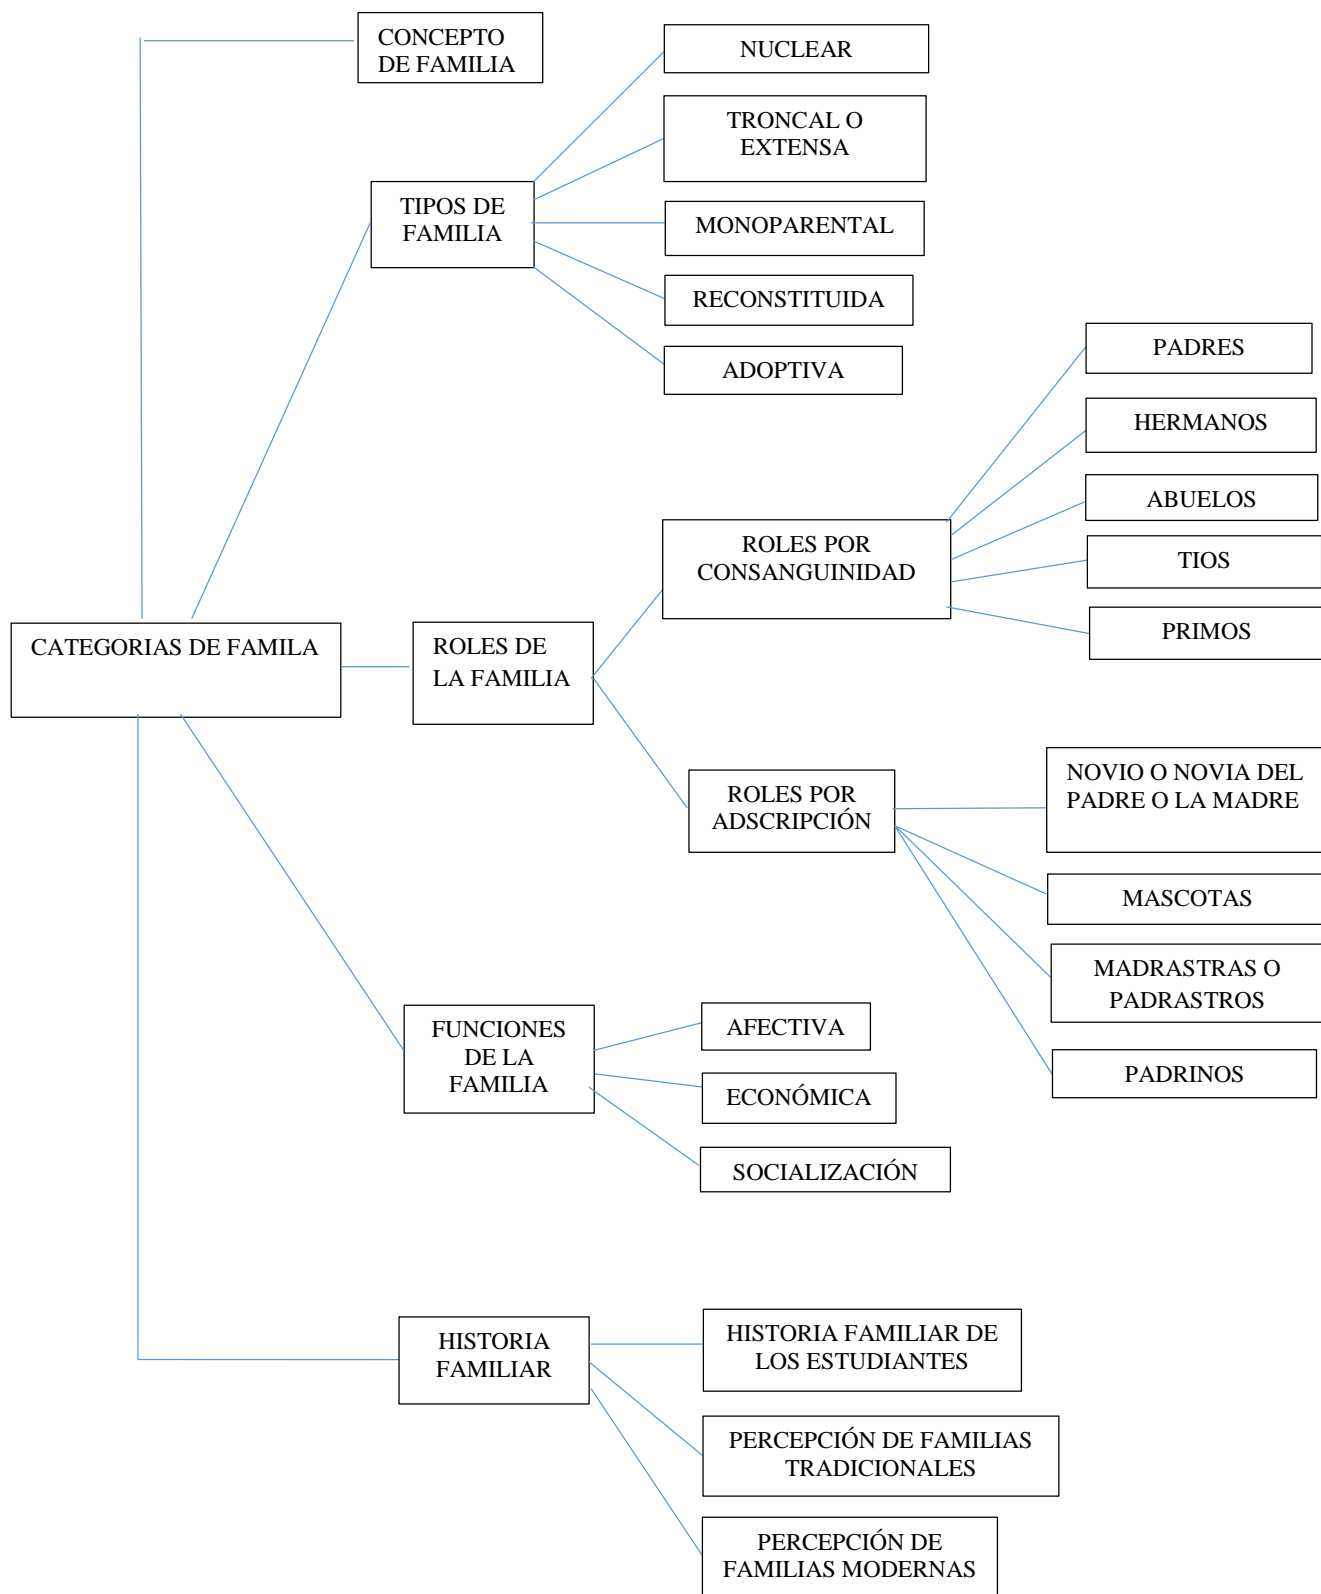 CONCEPTO
DE FAMILIA
NUCLEAR
TRONCAL O
EXTENSA
TIPOS DE
FAMILIA
MONOPARENTAL
RECONSTITUIDA
ADOPTIVA
PADRES
HERMANOS
ABUELOS
ROLES POR
CONSANGUINIDAD
TIOS
PRIMOS
CATEGORIAS DE FAMILA
ROLES DE
LA FAMILIA
NOVIO O NOVIA DEL
PADRE O LA MADRE
ROLES POR
ADSCRIPCIÓN
MASCOTAS
MADRASTRAS O
PADRASTROS
PADRINOS
FUNCIONES
DE LA
FAMILIA
AFECTIVA
ECONÓMICA
SOCIALIZACIÓN
HISTORIA
FAMILIAR
HISTORIA FAMILIAR DE
LOS ESTUDIANTES
PERCEPCIÓN DE FAMILIAS
TRADICIONALES
PERCEPCIÓN DE
FAMILIAS MODERNAS